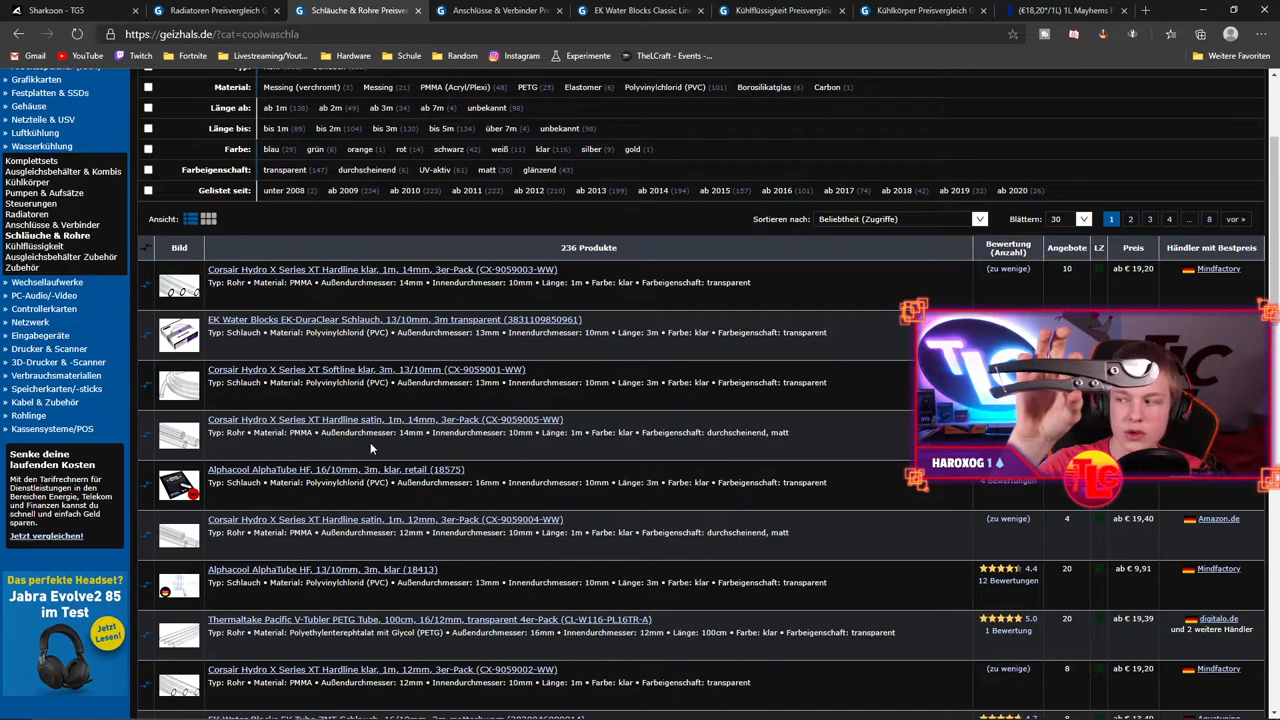 Sharkoon - TG5
Radiatoren Preisvergleich G
Schläuche & Rohre Preisver
Anschlüsse & Verbinder Pre
EK Water Blocks Classic Line
Kühlflüssigkeit Preisvergleic
Kühlkörper Preisvergleich G
(€18,20*/1L) 1L Mayhems P
https://geizhals.de/?cat=coolwaschla
Gmail
YouTube
Twitch
Fortnite
Livestreaming/Yout...
Hardware
Schule
Random
Instagram
Experimente
TheLCraft - Events -...
Weitere Favoriten
» Grafikkarten
» Festplatten & SSDs
» Gehäuse
» Netzteile & USV
» Luftkühlung
» Wasserkühlung
Komplettsets
Ausgleichsbehälter & Kombis
Kühlkörper
Pumpen & Aufsätze
Steuerungen
Radiatoren
Anschlüsse & Verbinder
Schläuche & Rohre
Kühlflüssigkeit
Ausgleichsbehälter Zubehör
Zubehör
» Wechsellaufwerke
» PC-Audio/-Video
» Controllerkarten
» Netzwerk
» Eingabegeräte
» Drucker & Scanner
» 3D-Drucker & -Scanner
» Verbrauchsmaterialen
» Speicherkarten/-sticks
» Kabel & Zubehör
» Rohlinge
» Kassensysteme/POS
Senke deine
laufenden Kosten
Mit den Tarifrechnern für
Dienstleistungen in den
Bereichen Energie, Telekom
und Finanzen kannst du
schnell und einfach Geld
sparen.
Jetzt vergleichen!
Das perfekte Headset?
Jabra Evolve2 85
im Test
Jetzt
Lesen!
Material: Messing (verchromt) (3) Messing (21) PMMA (Acryl/Plexi) (48) PETG (25) Elastomer (6) Polyvinylchlorid (PVC) (101) Borosilikatglas (6) Carbon (1)
Länge ab: ab 1m (138) ab 2m (49) ab 3m (34) ab 7m (4) unbekannt (98)
Länge bis: bis 1m (89) bis 2m (104) bis 3m (130) bis 5m (134) über 7m (4) unbekannt (98)
Farbe: blau (29) grün (8) orange (1) rot (14) schwarz (42) weiß (11) klar (116) silber (9) gold (1)
Farbeigenschaft: transparent (147) durchscheinend (6) UV-aktiv (61) matt (30) glänzend (42)
Gelistet seit: unter 2008 (2) ab 2009 (234) ab 2010 (223) ab 2011 (222) ab 2012 (210) ab 2013 (199) ab 2014 (194) ab 2015 (157) ab 2016 (101) ab 2017 (74) ab 2018 (42) ab 2019 (32) ab 2020 (26)
Ansicht: Sortieren nach: Beliebtheit (Zugriffe) Blättern: 30 1 2 3 4 ... 8 vor »
Bild 236 Produkte Bewertung (Anzahl) Angebote LZ Preis Händler mit Bestpreis
Corsair Hydro X Series XT Hardline klar, 1m, 14mm, 3er-Pack (CX-9059003-WW) (zu wenige) 10 ab € 19,20 Mindfactory
Typ: Rohr • Material: PMMA • Außendurchmesser: 14mm • Innendurchmesser: 10mm • Länge: 1m • Farbe: klar • Farbeigenschaft: transparent
EK Water Blocks EK-DuraClear Schlauch, 13/10mm, 3m transparent (3831109850961)
Typ: Schlauch • Material: Polyvinylchlorid (PVC) • Außendurchmesser: 13mm • Innendurchmesser: 10mm • Länge: 3m • Farbe: klar • Farbeigenschaft: transparent
Corsair Hydro X Series XT Softline klar, 3m, 13/10mm (CX-9059001-WW)
Typ: Schlauch • Material: Polyvinylchlorid (PVC) • Außendurchmesser: 13mm • Innendurchmesser: 10mm • Länge: 3m • Farbe: klar • Farbeigenschaft: transparent
Corsair Hydro X Series XT Hardline satin, 1m, 14mm, 3er-Pack (CX-9059005-WW)
Typ: Rohr • Material: PMMA • Außendurchmesser: 14mm • Innendurchmesser: 10mm • Länge: 1m • Farbe: klar • Farbeigenschaft: durchscheinend, matt
Alphacool AlphaTube HF, 16/10mm, 3m, klar, retail (18575)
Typ: Schlauch • Material: Polyvinylchlorid (PVC) • Außendurchmesser: 16mm • Innendurchmesser: 10mm • Länge: 3m • Farbe: klar • Farbeigenschaft: transparent
Corsair Hydro X Series XT Hardline satin, 1m, 12mm, 3er-Pack (CX-9059004-WW) (zu wenige) 4 ab € 19,40 Amazon.de
Typ: Rohr • Material: PMMA • Außendurchmesser: 12mm • Innendurchmesser: 10mm • Länge: 1m • Farbe: klar • Farbeigenschaft: durchscheinend, matt
Alphacool AlphaTube HF, 13/10mm, 3m, klar (18413) 4.4 20 ab € 9,91 Mindfactory
Typ: Schlauch • Material: Polyvinylchlorid (PVC) • Außendurchmesser: 13mm • Innendurchmesser: 10mm • Länge: 3m • Farbe: klar • Farbeigenschaft: transparent 12 Bewertungen
Thermaltake Pacific V-Tubler PETG Tube, 100cm, 16/12mm, transparent 4er-Pack (CL-W116-PL16TR-A) 5.0 20 ab € 19,39 digitalo.de
Typ: Rohr • Material: Polyethylenterephtalat mit Glycol (PETG) • Außendurchmesser: 16mm • Innendurchmesser: 12mm • Länge: 100cm • Farbe: klar • Farbeigenschaft: transparent 1 Bewertung und 2 weitere Händler
Corsair Hydro X Series XT Hardline klar, 1m, 12mm, 3er-Pack (CX-9059002-WW) (zu wenige) 8 ab € 19,20 Mindfactory
Typ: Rohr • Material: PMMA • Außendurchmesser: 12mm • Innendurchmesser: 10mm • Länge: 1m • Farbe: klar • Farbeigenschaft: transparent
HAROXOG 1
TLC